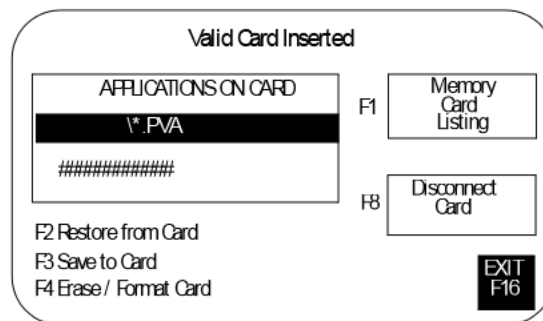 Valid Card Inserted
APPLICATIONS ON CARD
\*.PVA
#############
F1
Memory
Card
Listing
F8
Disconnect
Card
F2 Restore from Card
F3 Save to Card
F4 Erase / Format Card
EXIT
F16